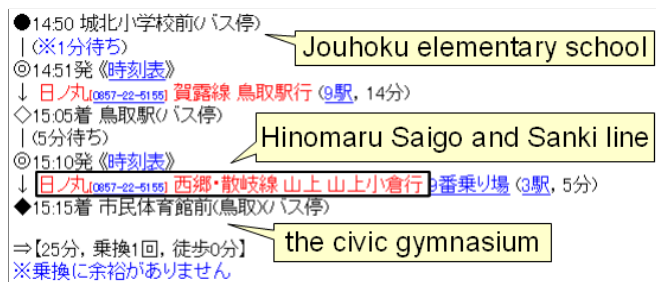 ●14:50 城北小学校前(バス停)
|(※1分待ち)
Jouhoku elementary school
◎14:51発《時刻表》
↓ 日ノ丸[0857-22-5155] 賀露線 鳥取駅行 (9駅, 14分)
◇15:05着 鳥取駅(バス停)
|(5分待ち)
Hinomaru Saigo and Sanki line
◎15:10発《時刻表》
↓ 日ノ丸[0857-22-5155] 西郷・散岐線 山上 山上小倉行 9番乗り場 (3駅, 5分)
◆15:15着 市民体育館前(鳥取)(バス停)
the civic gymnasium
⇒【25分, 乗換1回, 徒歩0分】
※乗換に余裕がありません